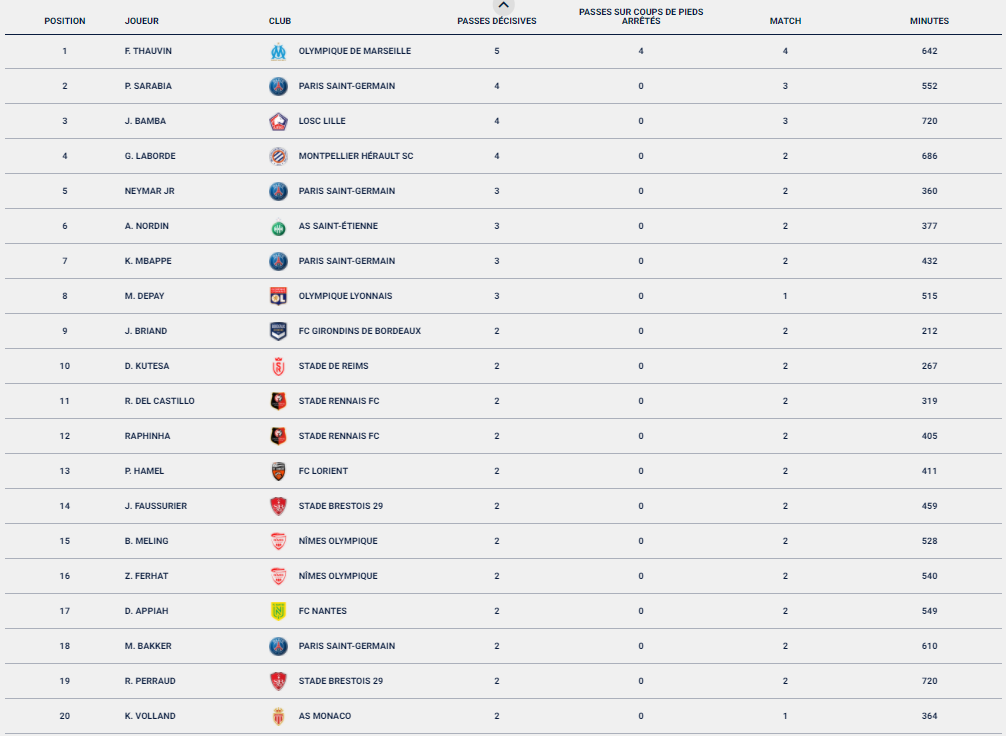 POSITION JOUEUR CLUB PASSES DÉCISIVES PASSES SUR COUPS DE PIEDS ARRÊTÉS MATCH MINUTES
1 F. THAUVIN OLYMPIQUE DE MARSEILLE 5 4 4 642
2 P. SARABIA PARIS SAINT-GERMAIN 4 0 3 552
3 J. BAMBA LOSC LILLE 4 0 3 720
4 G. LABORDE MONTPELLIER HÉRAULT SC 4 0 2 686
5 NEYMAR JR PARIS SAINT-GERMAIN 3 0 2 360
6 A. NORDIN AS SAINT-ÉTIENNE 3 0 2 377
7 K. MBAPPE PARIS SAINT-GERMAIN 3 0 2 432
8 M. DEPAY OLYMPIQUE LYONNAIS 3 0 1 515
9 J. BRIAND FC GIRONDINS DE BORDEAUX 2 0 2 212
10 D. KUTESA STADE DE REIMS 2 0 2 267
11 R. DEL CASTILLO STADE RENNAIS FC 2 0 2 319
12 RAPHINHA STADE RENNAIS FC 2 0 2 405
13 P. HAMEL FC LORIENT 2 0 2 411
14 J. FAUSSURIER STADE BRESTOIS 29 2 0 2 459
15 B. MELING NÎMES OLYMPIQUE 2 0 2 528
16 Z. FERHAT NÎMES OLYMPIQUE 2 0 2 540
17 D. APPIAH FC NANTES 2 0 2 549
18 M. BAKKER PARIS SAINT-GERMAIN 2 0 2 610
19 R. PERRAUD STADE BRESTOIS 29 2 0 2 720
20 K. VOLLAND AS MONACO 2 0 1 364